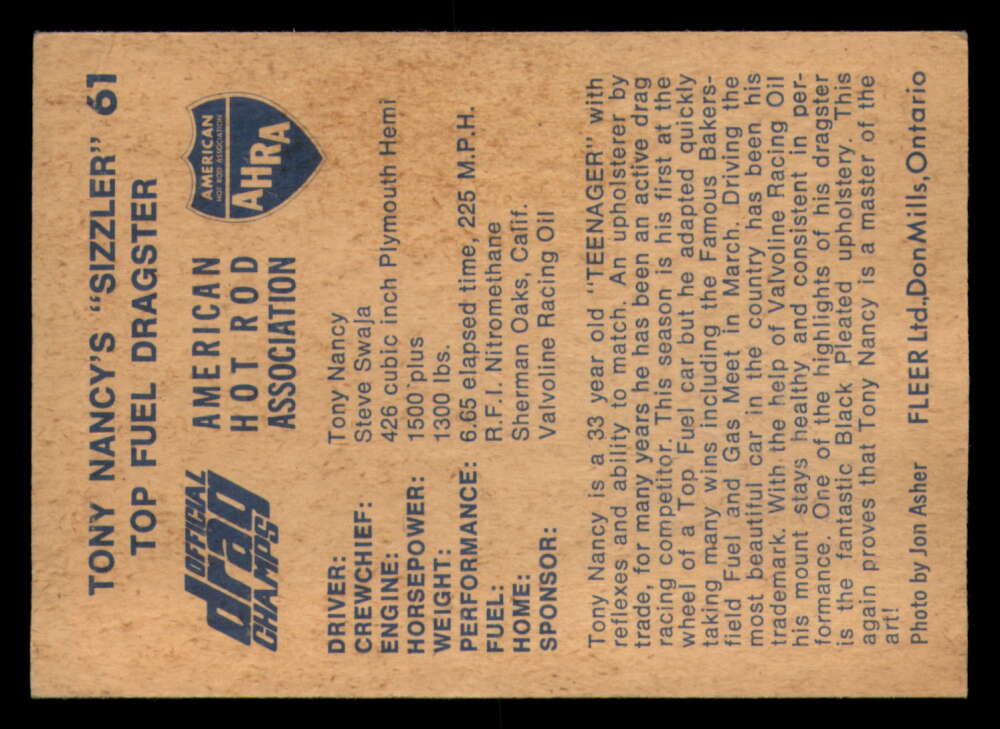 TONY NANCY'S "SIZZLER" 61
TOP FUEL DRAGSTER
OFFICIAL
drag
CHAMPS
AMERICAN
HOT ROD
ASSOCIATION
AMERICAN
HOT ROD ASSOCIATION
AHRA
DRIVER: Tony Nancy
CREWCHIEF: Steve Swala
ENGINE: 426 cubic inch Plymouth Hemi
HORSEPOWER: 1500 plus
WEIGHT: 1300 lbs.
PERFORMANCE: 6.65 elapsed time, 225 M.P.H.
FUEL: R.F.I. Nitromethane
HOME: Sherman Oaks, Calif.
SPONSOR: Valvoline Racing Oil
Tony Nancy is a 33 year old "TEENAGER" with
reflexes and ability to match. An upholsterer by
trade, for many years he has been an active drag
racing competitor. This season is his first at the
wheel of a Top Fuel car but he adapted quickly
taking many wins including the Famous Bakers-
field Fuel and Gas Meet in March. Driving the
most beautiful car in the country has been his
trademark. With the help of Valvoline Racing Oil
his mount stays healthy and consistent in per-
formance. One of the highlights of his dragster
is the fantastic Black Pleated upholstery. This
again proves that Tony Nancy is a master of the
art!
Photo by Jon Asher FLEER Ltd., Don Mills, Ontario